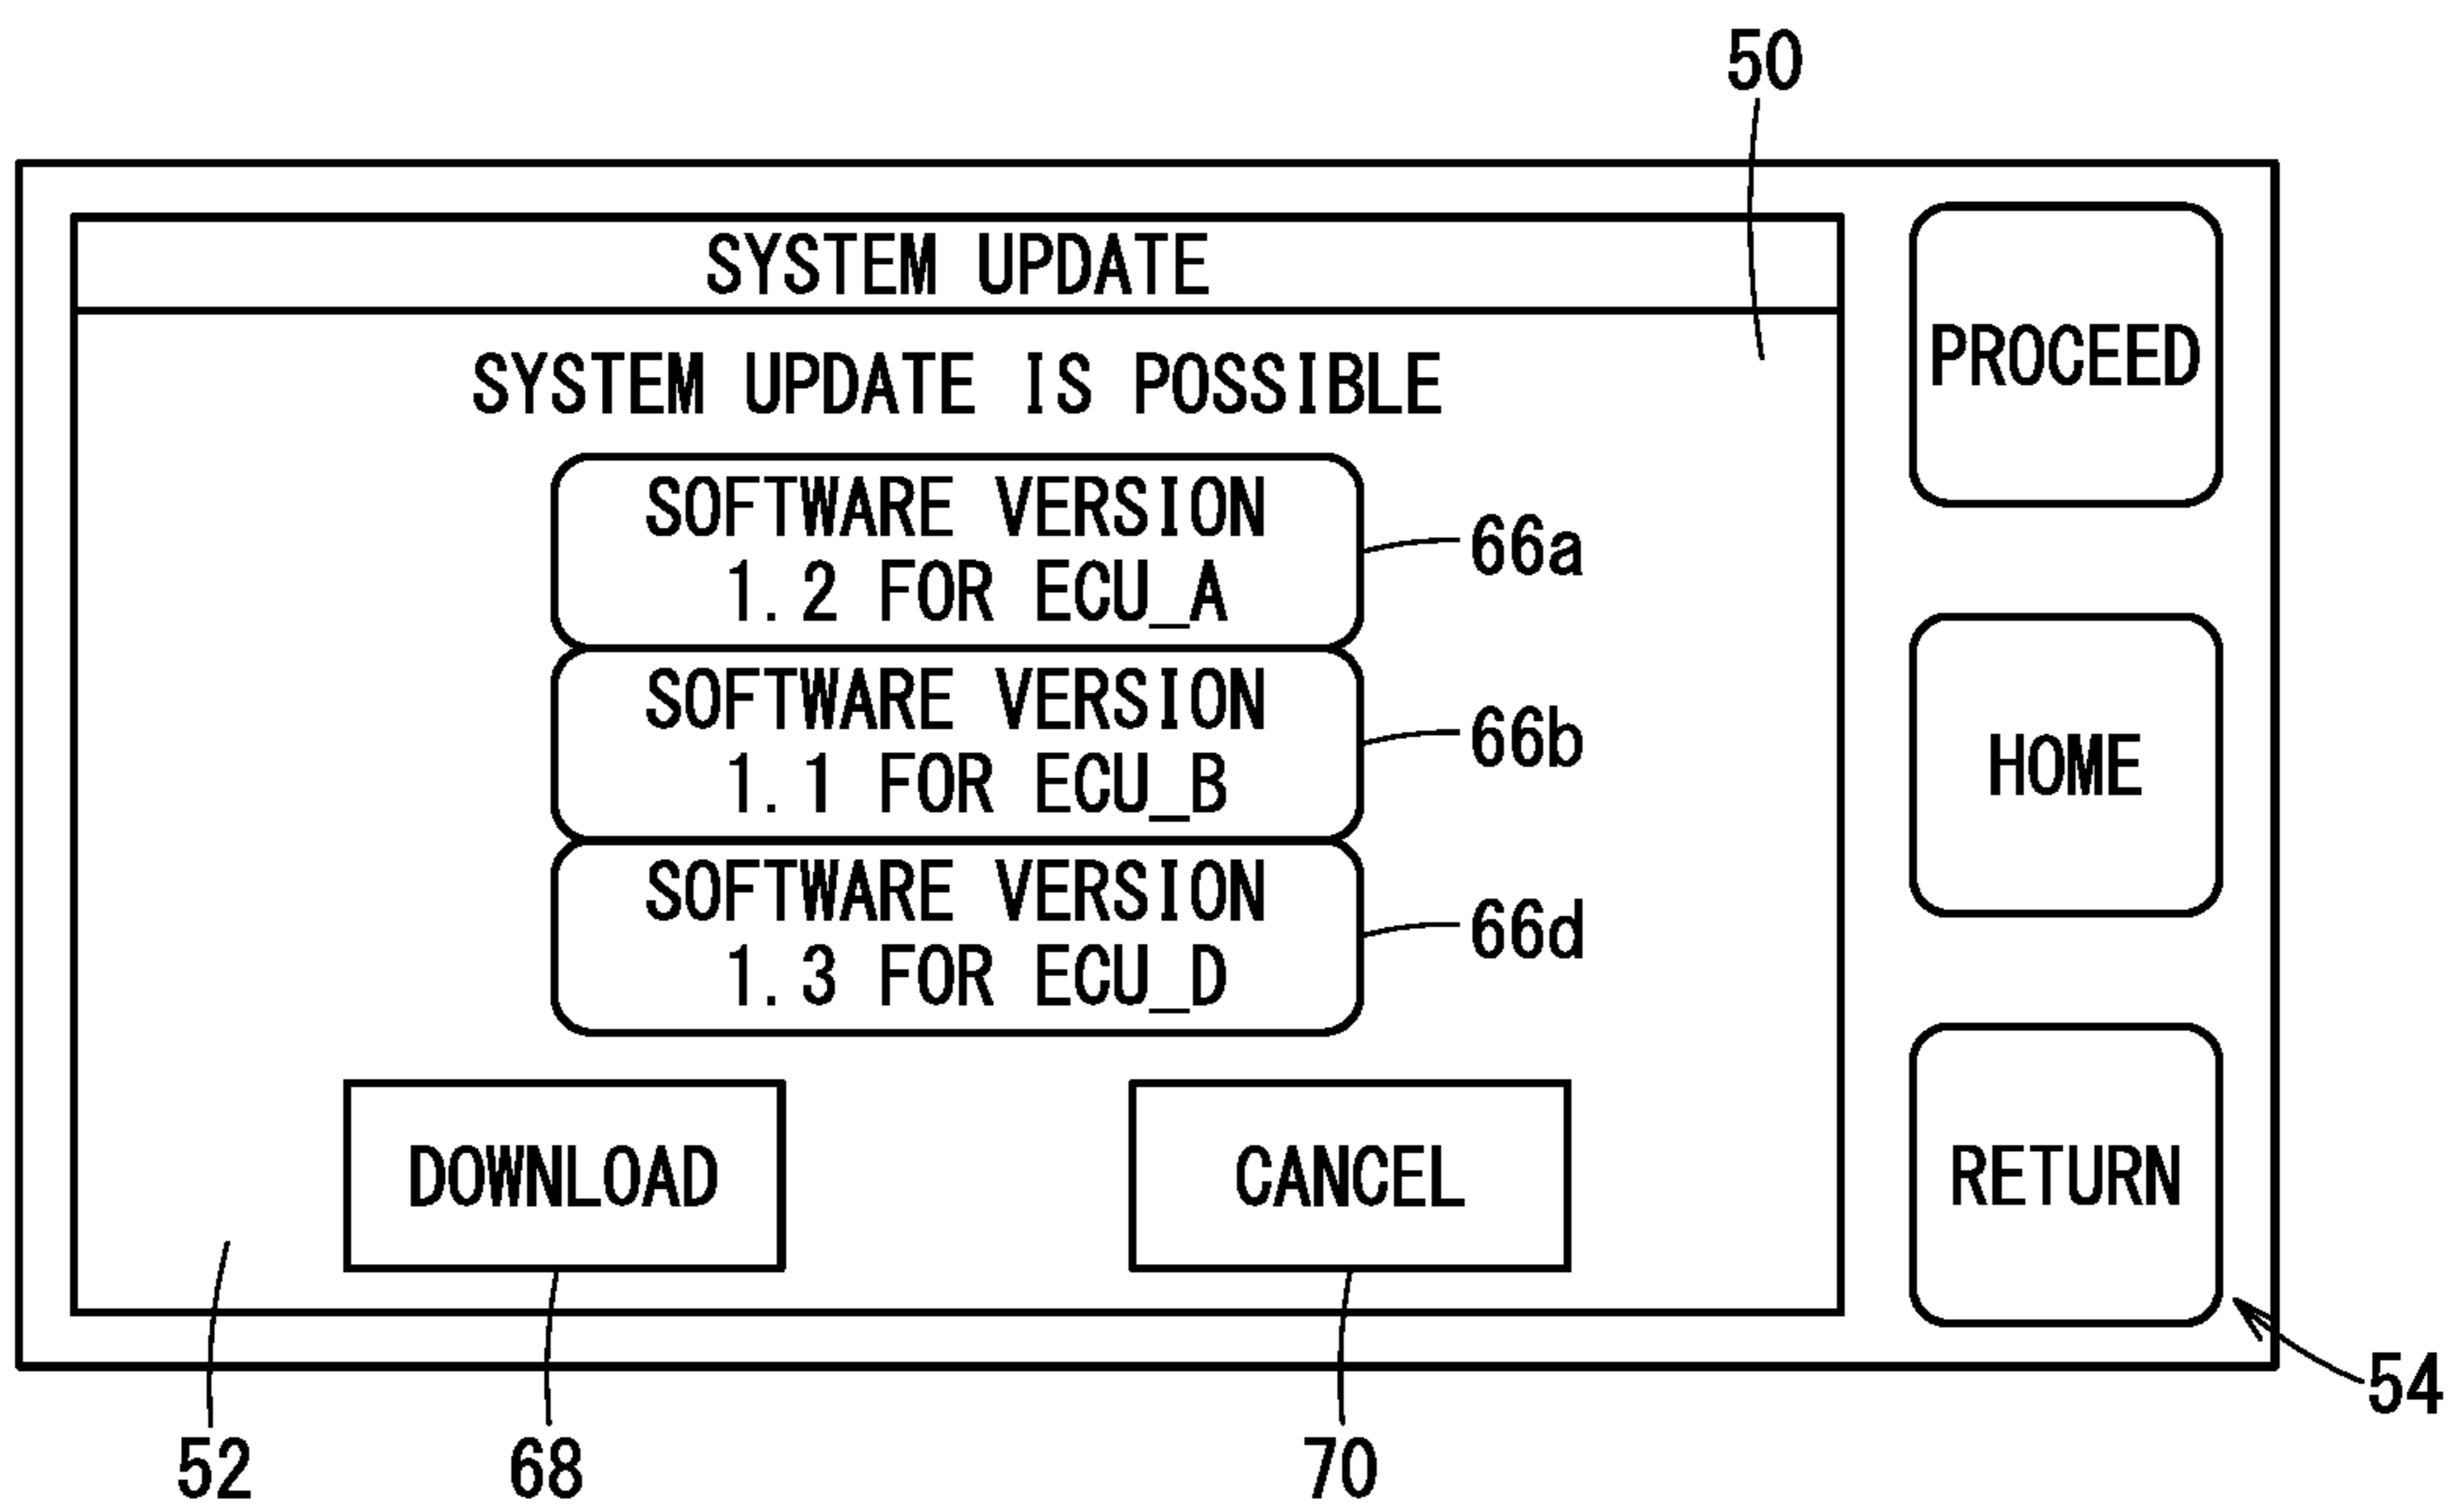 50
SYSTEM UPDATE
SYSTEM UPDATE IS POSSIBLE
SOFTWARE VERSION
1.2 FOR ECU_A
66a
SOFTWARE VERSION
1.1 FOR ECU_B
66b
SOFTWARE VERSION
1.3 FOR ECU_D
66d
DOWNLOAD
CANCEL
PROCEED
HOME
RETURN
54
52
68
70